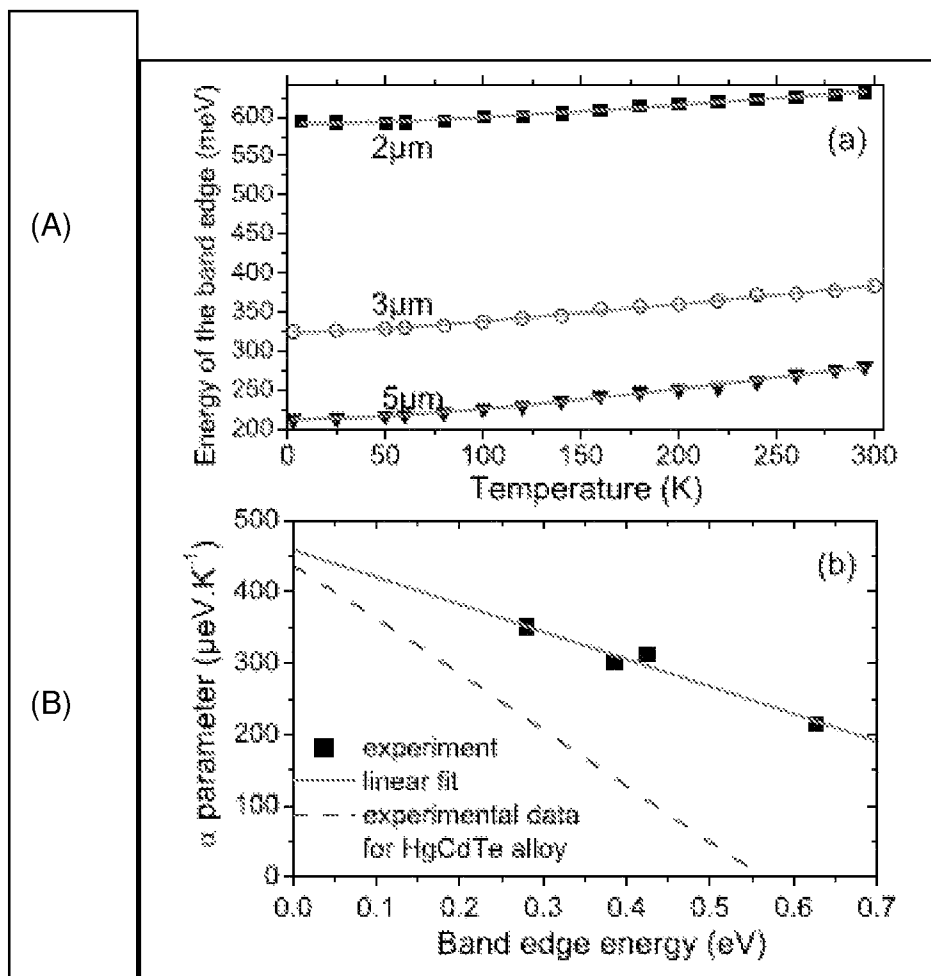 (A)
Energy of the band edge (meV)
600
550
500
450
400
350
300
250
200
2µm
3µm
5µm
(a)
0 50 100 150 200 250 300
Temperature (K)
(B)
α parameter (µeV.K⁻¹)
500
400
300
200
100
0
(b)
experiment
linear fit
experimental data
for HgCdTe alloy
0.0 0.1 0.2 0.3 0.4 0.5 0.6 0.7
Band edge energy (eV)